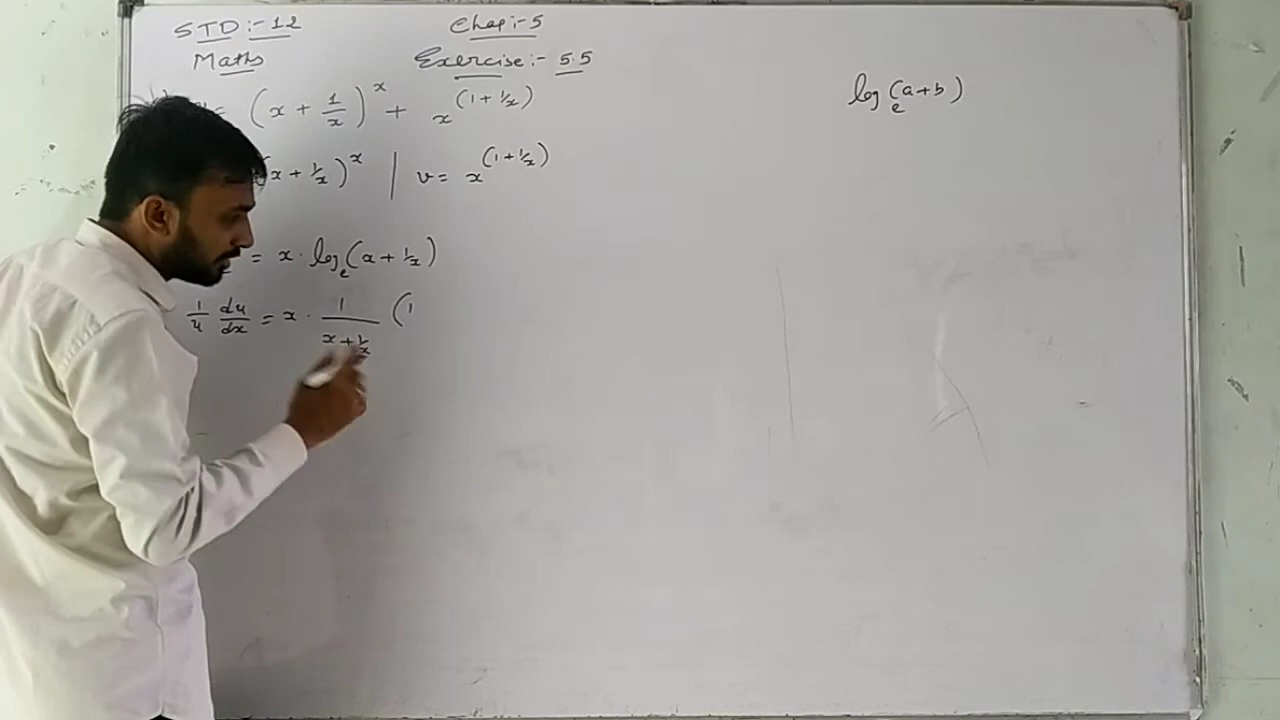 STD :- 12
Chap :- 5
Maths
Exercise :- 5.5
= (x + 1/x)^x + x^(1 + 1/x)
log_e(a+b)
x + 1/x)^x | v = x^(1 + 1/x)
= x · log_e(x + 1/x)
1/u du/dx = x · 1/(x + 1/x) (1